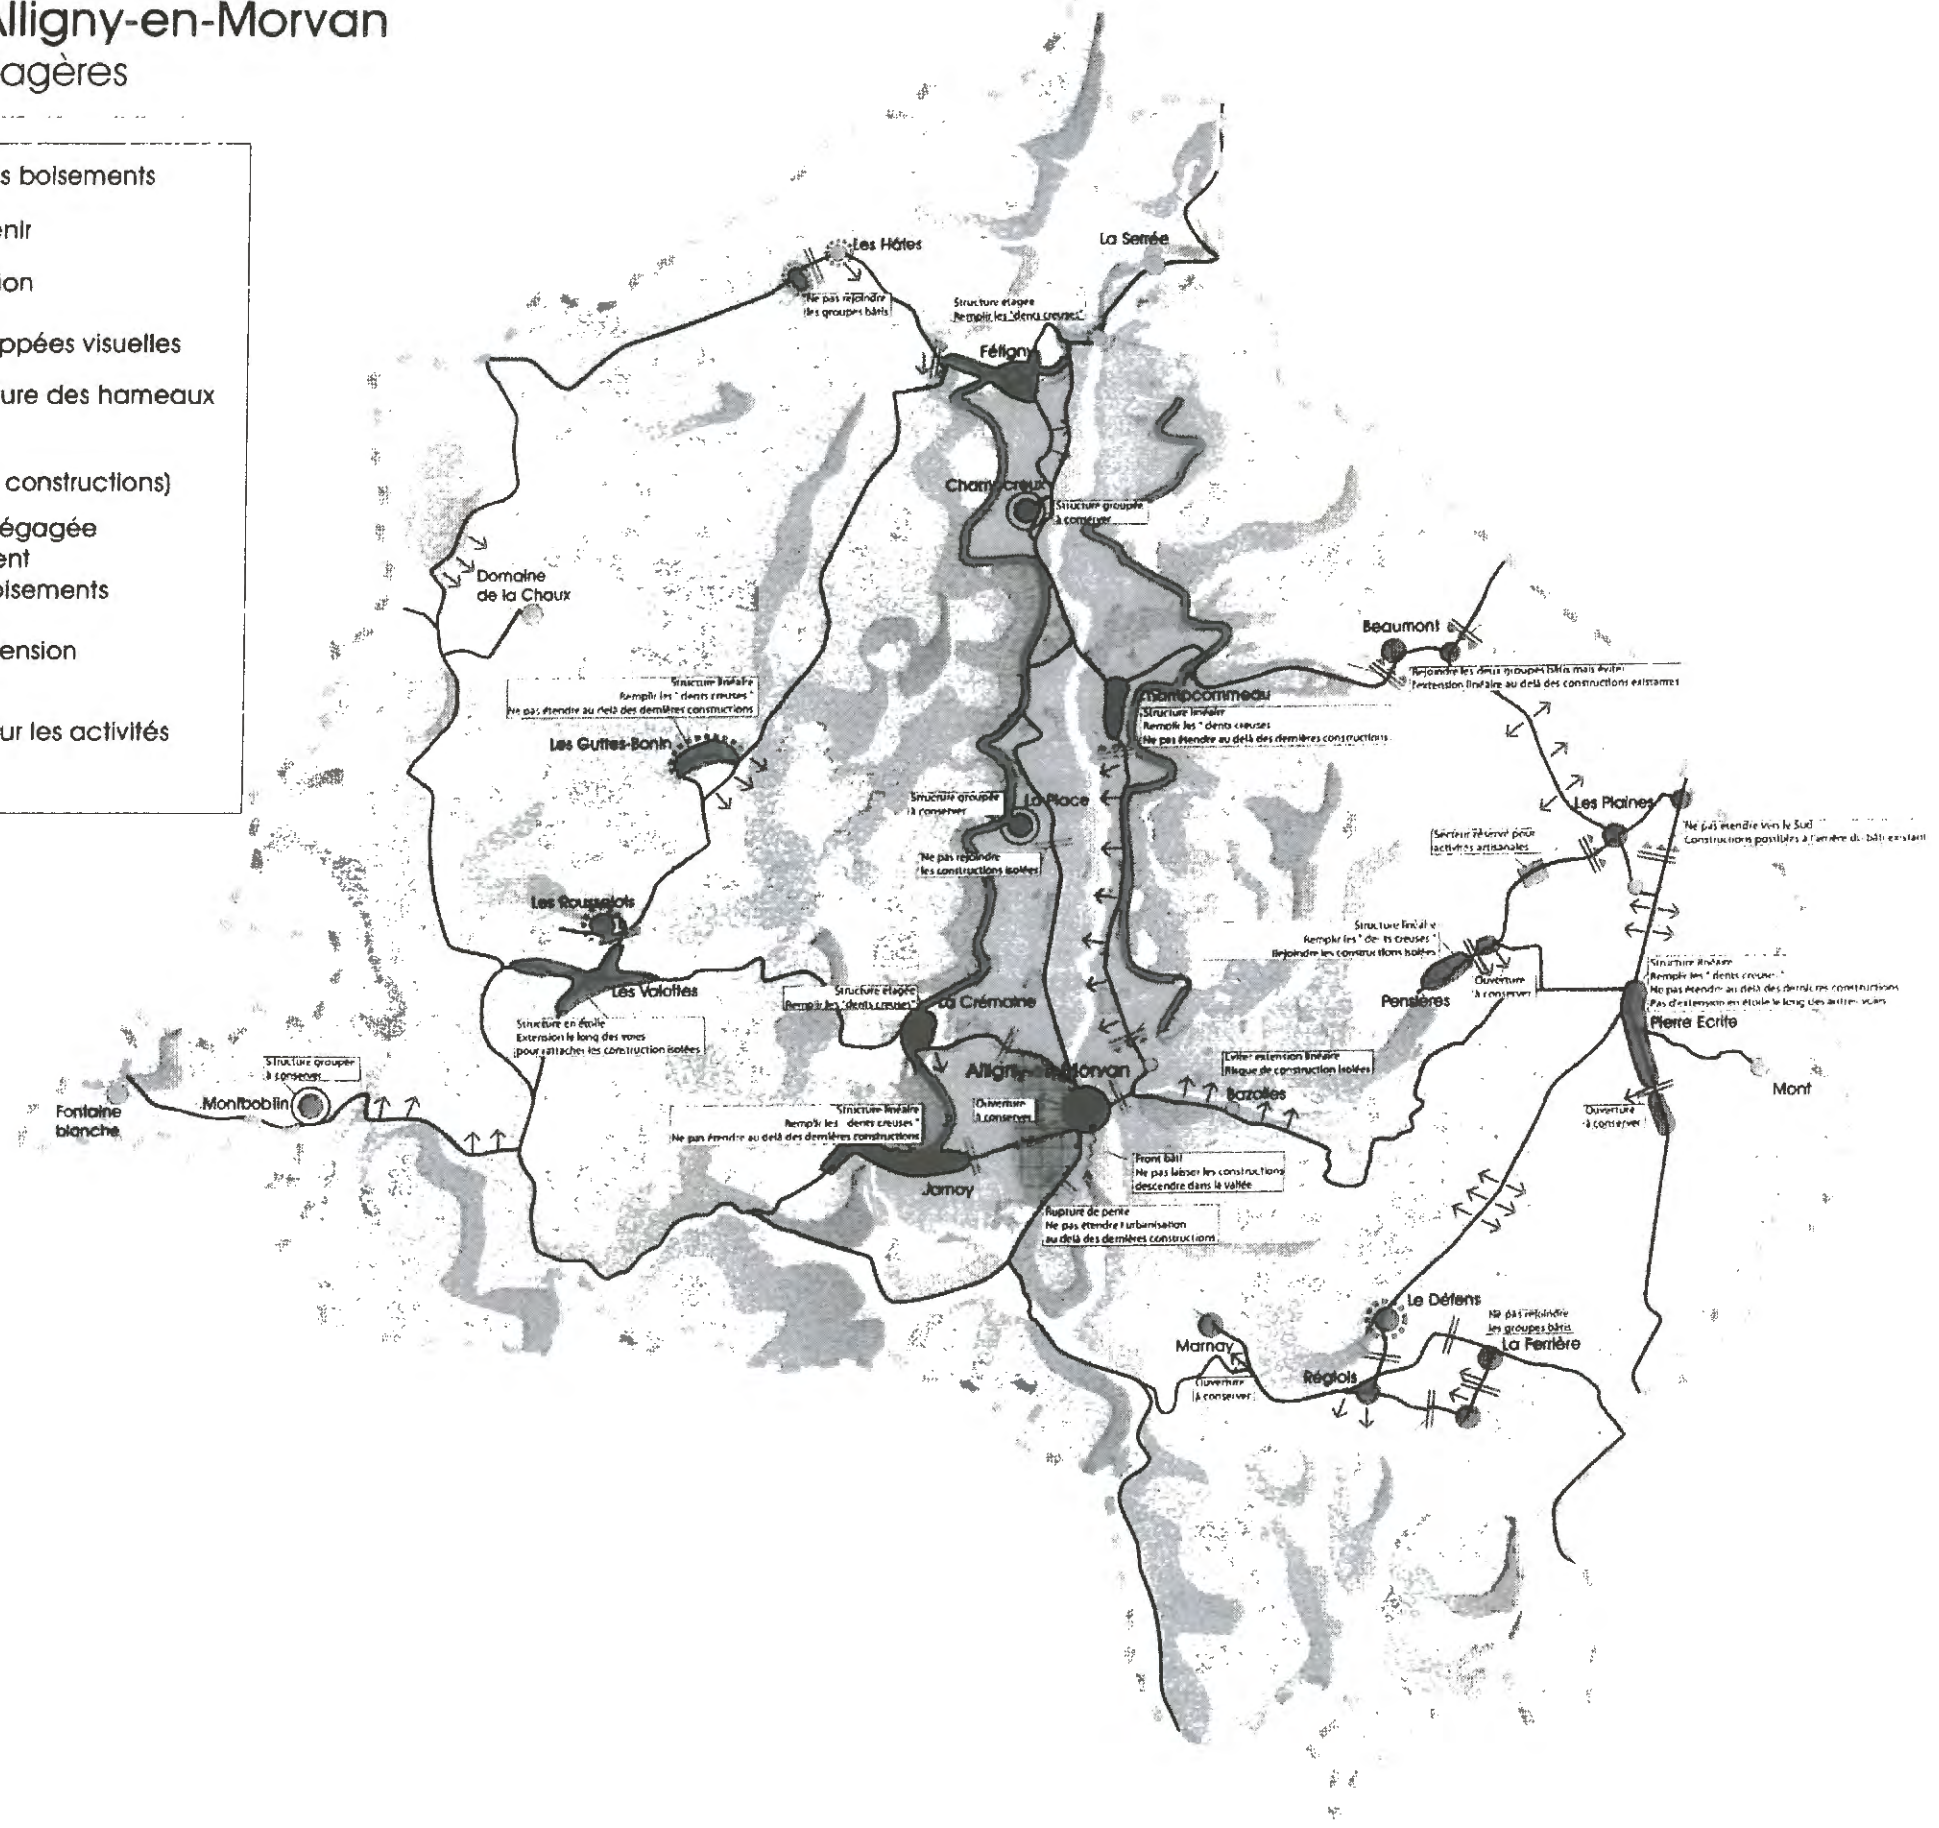 Alligny-en-Morvan
agères
s boisements
enir
ion
ppées visuelles
ure des hameaux
constructions)
égagée
ent
oisements
ension
ur les activités
Les Hâtes
La Serrée
Ne pas rejoindre
les groupes bâtis
Structure étagée
Remplir les "dents creuses"
Fétigny
Champcreux
Structure groupée
à conserver
Domaine
de la Chaux
Beaumont
Rejoindre les deux groupes bâtis mais éviter
l'extension linéaire au delà des constructions existantes
Structure linéaire
Remplir les " dents creuses "
Ne pas étendre au delà des dernières constructions
Les Guttes-Bonin
Champcommeau
Structure linéaire
Remplir les " dents creuses
Ne pas étendre au delà des dernières constructions
Structure groupée
à conserver
La Place
Ne pas rejoindre
les constructions isolées
Les Plaines
Secteur réservé pour
activités artisanales
Ne pas étendre vers le Sud
Constructions possibles à l'arrière du bâti existant
Les Rousselots
Structure linéaire
Remplir les " dents creuses "
Rejoindre les constructions isolées
Pensières
Ouverture
à conserver
Structure linéaire
Remplir les " dents creuses "
Ne pas étendre au delà des dernières constructions
Pas d'extension en étoile le long des autres voies
Pierre Ecrite
Les Valottes
Structure étagée
Remplir les "dents creuses"
La Crémaine
Structure en étoile
Extension le long des voies
pour rattacher les construction isolées
Structure groupée
à conserver
Fontaine
blanche
Montboblin
Alligny-en-Morvan
Eviter extension linéaire
Risque de construction isolées
Bazolles
Mont
Ouverture
à conserver
Structure linéaire
Remplir les dents creuses "
Ne pas étendre au delà des dernières constructions
Ouverture
à conserver
Jarnoy
Front bâti
Ne pas laisser les constructions
descendre dans la vallée
Rupture de pente
Ne pas étendre l'urbanisation
au delà des dernières constructions
Le Défens
Ne pas rejoindre
les groupes bâtis
La Ferrière
Marnay
Ouverture
à conserver
Réglois